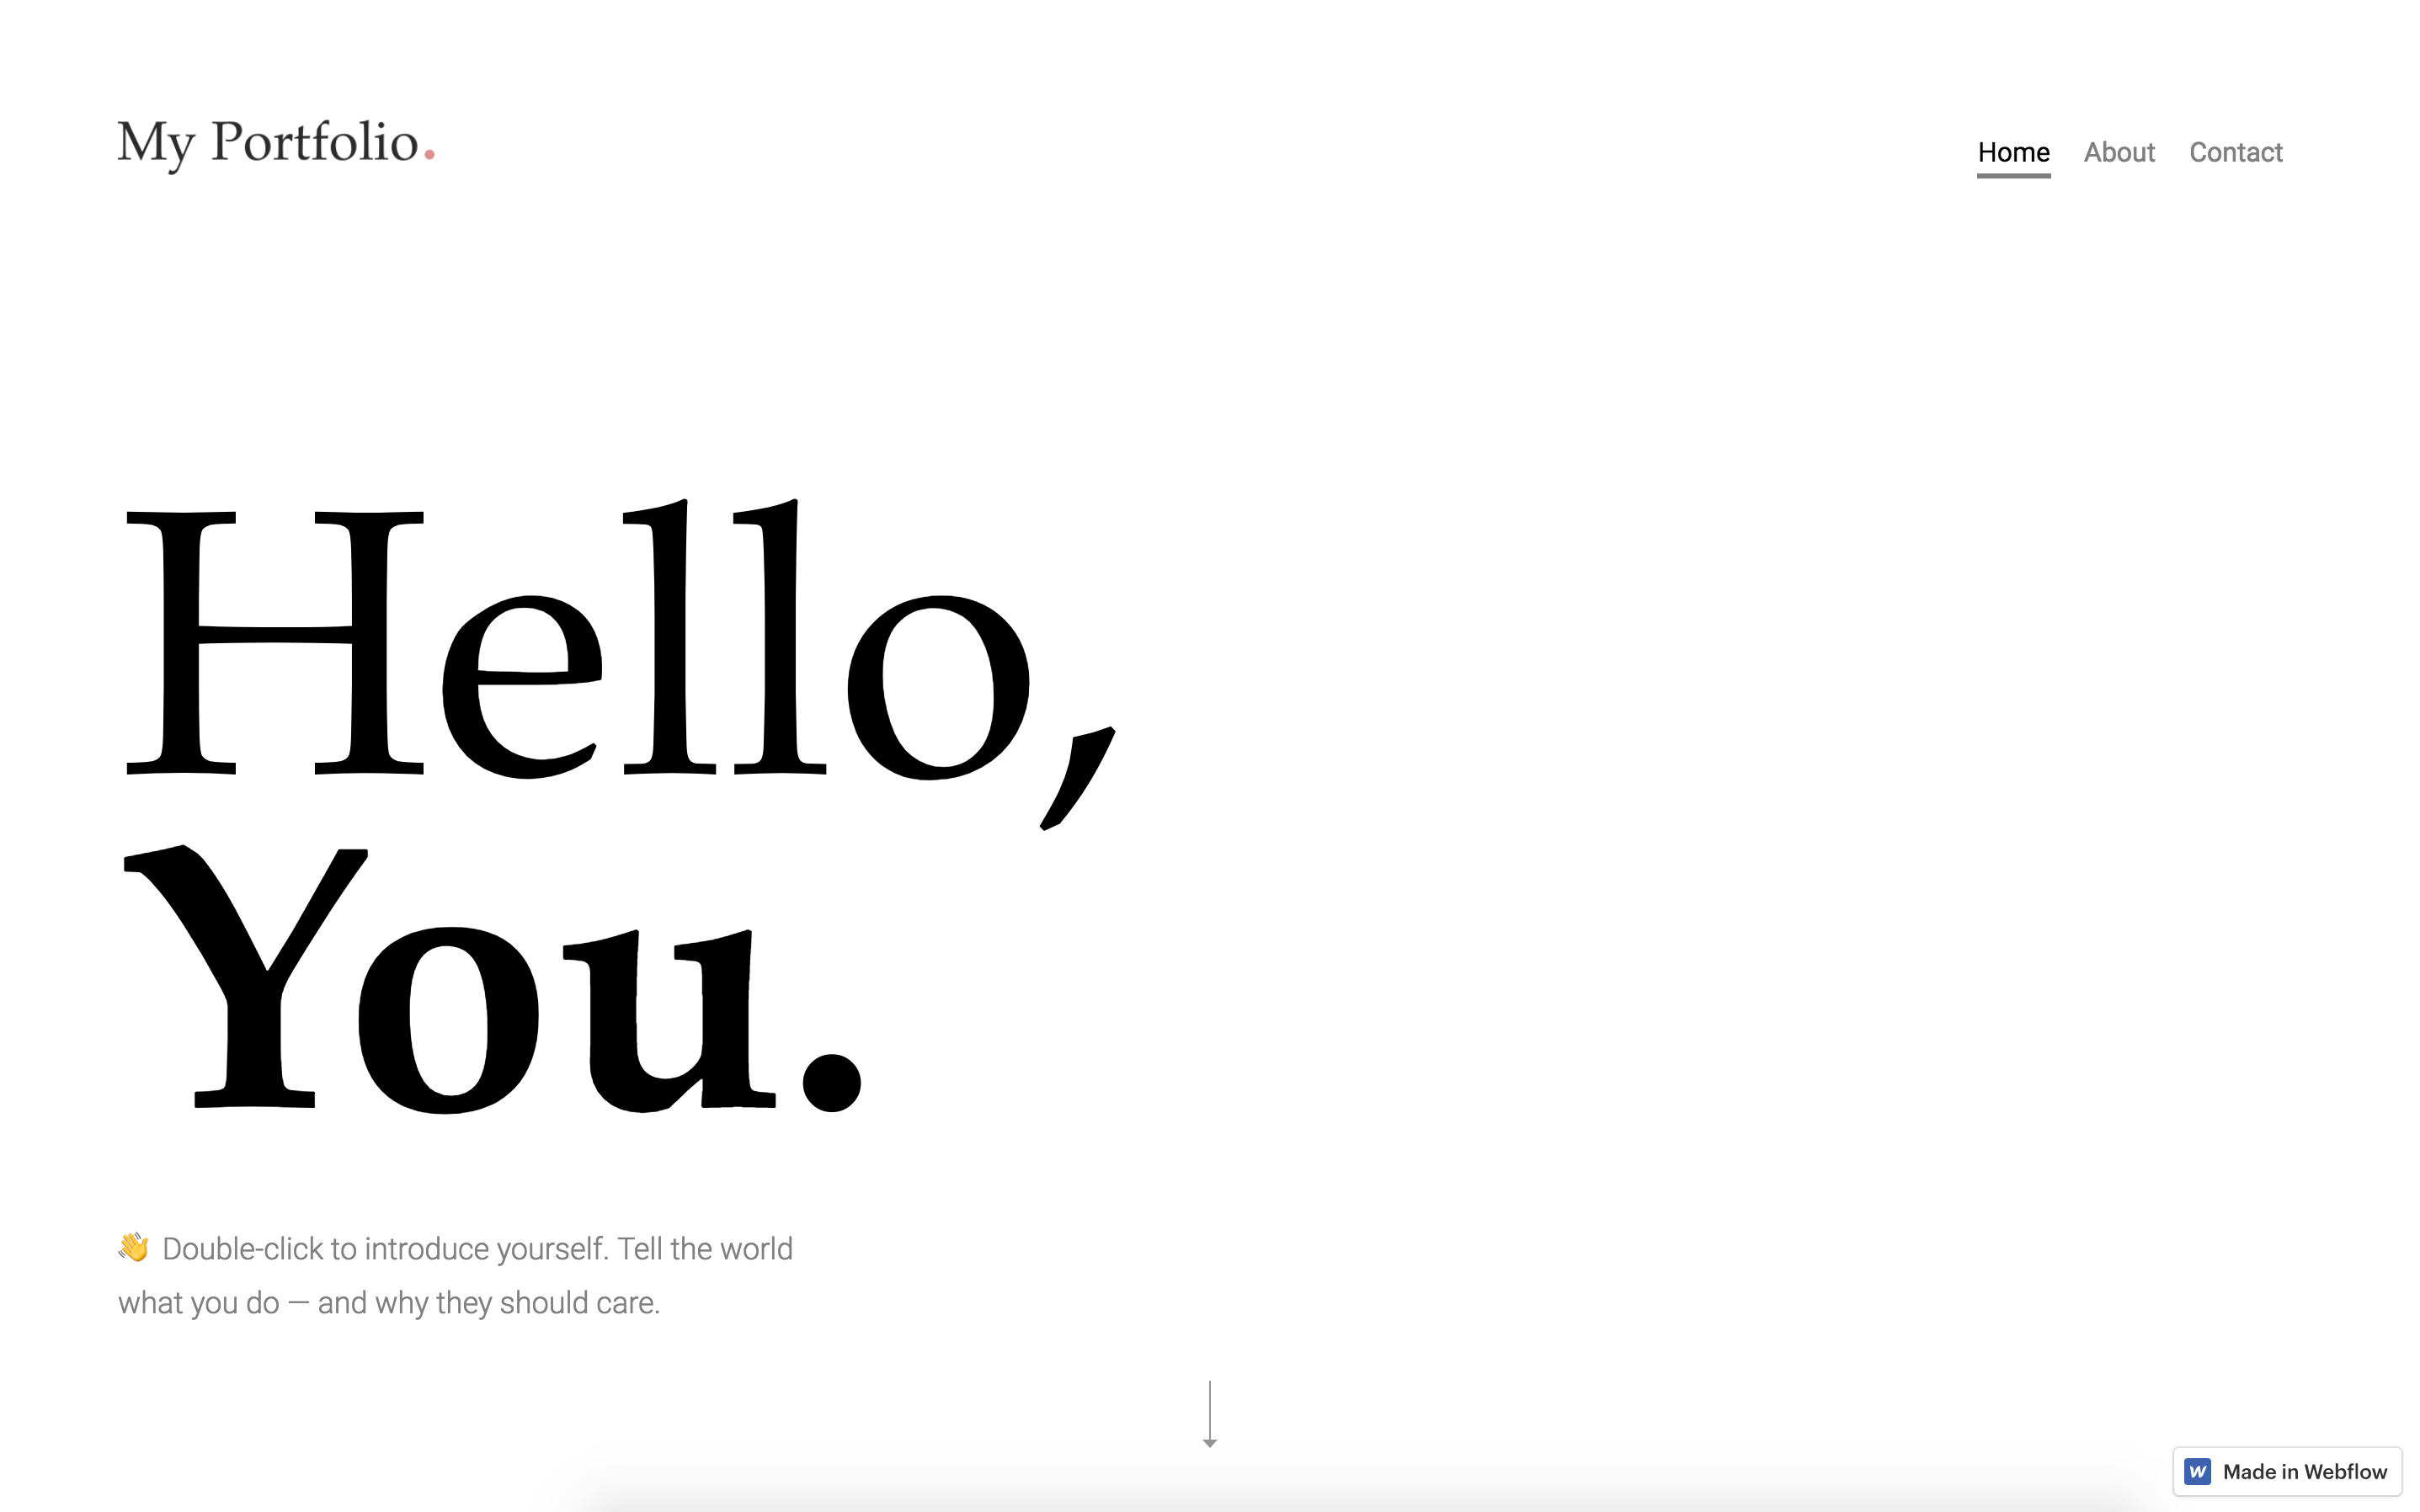 My Portfolio.
Home About Contact
Hello,
You.
👋 Double-click to introduce yourself. Tell the world
what you do — and why they should care.
W Made in Webflow